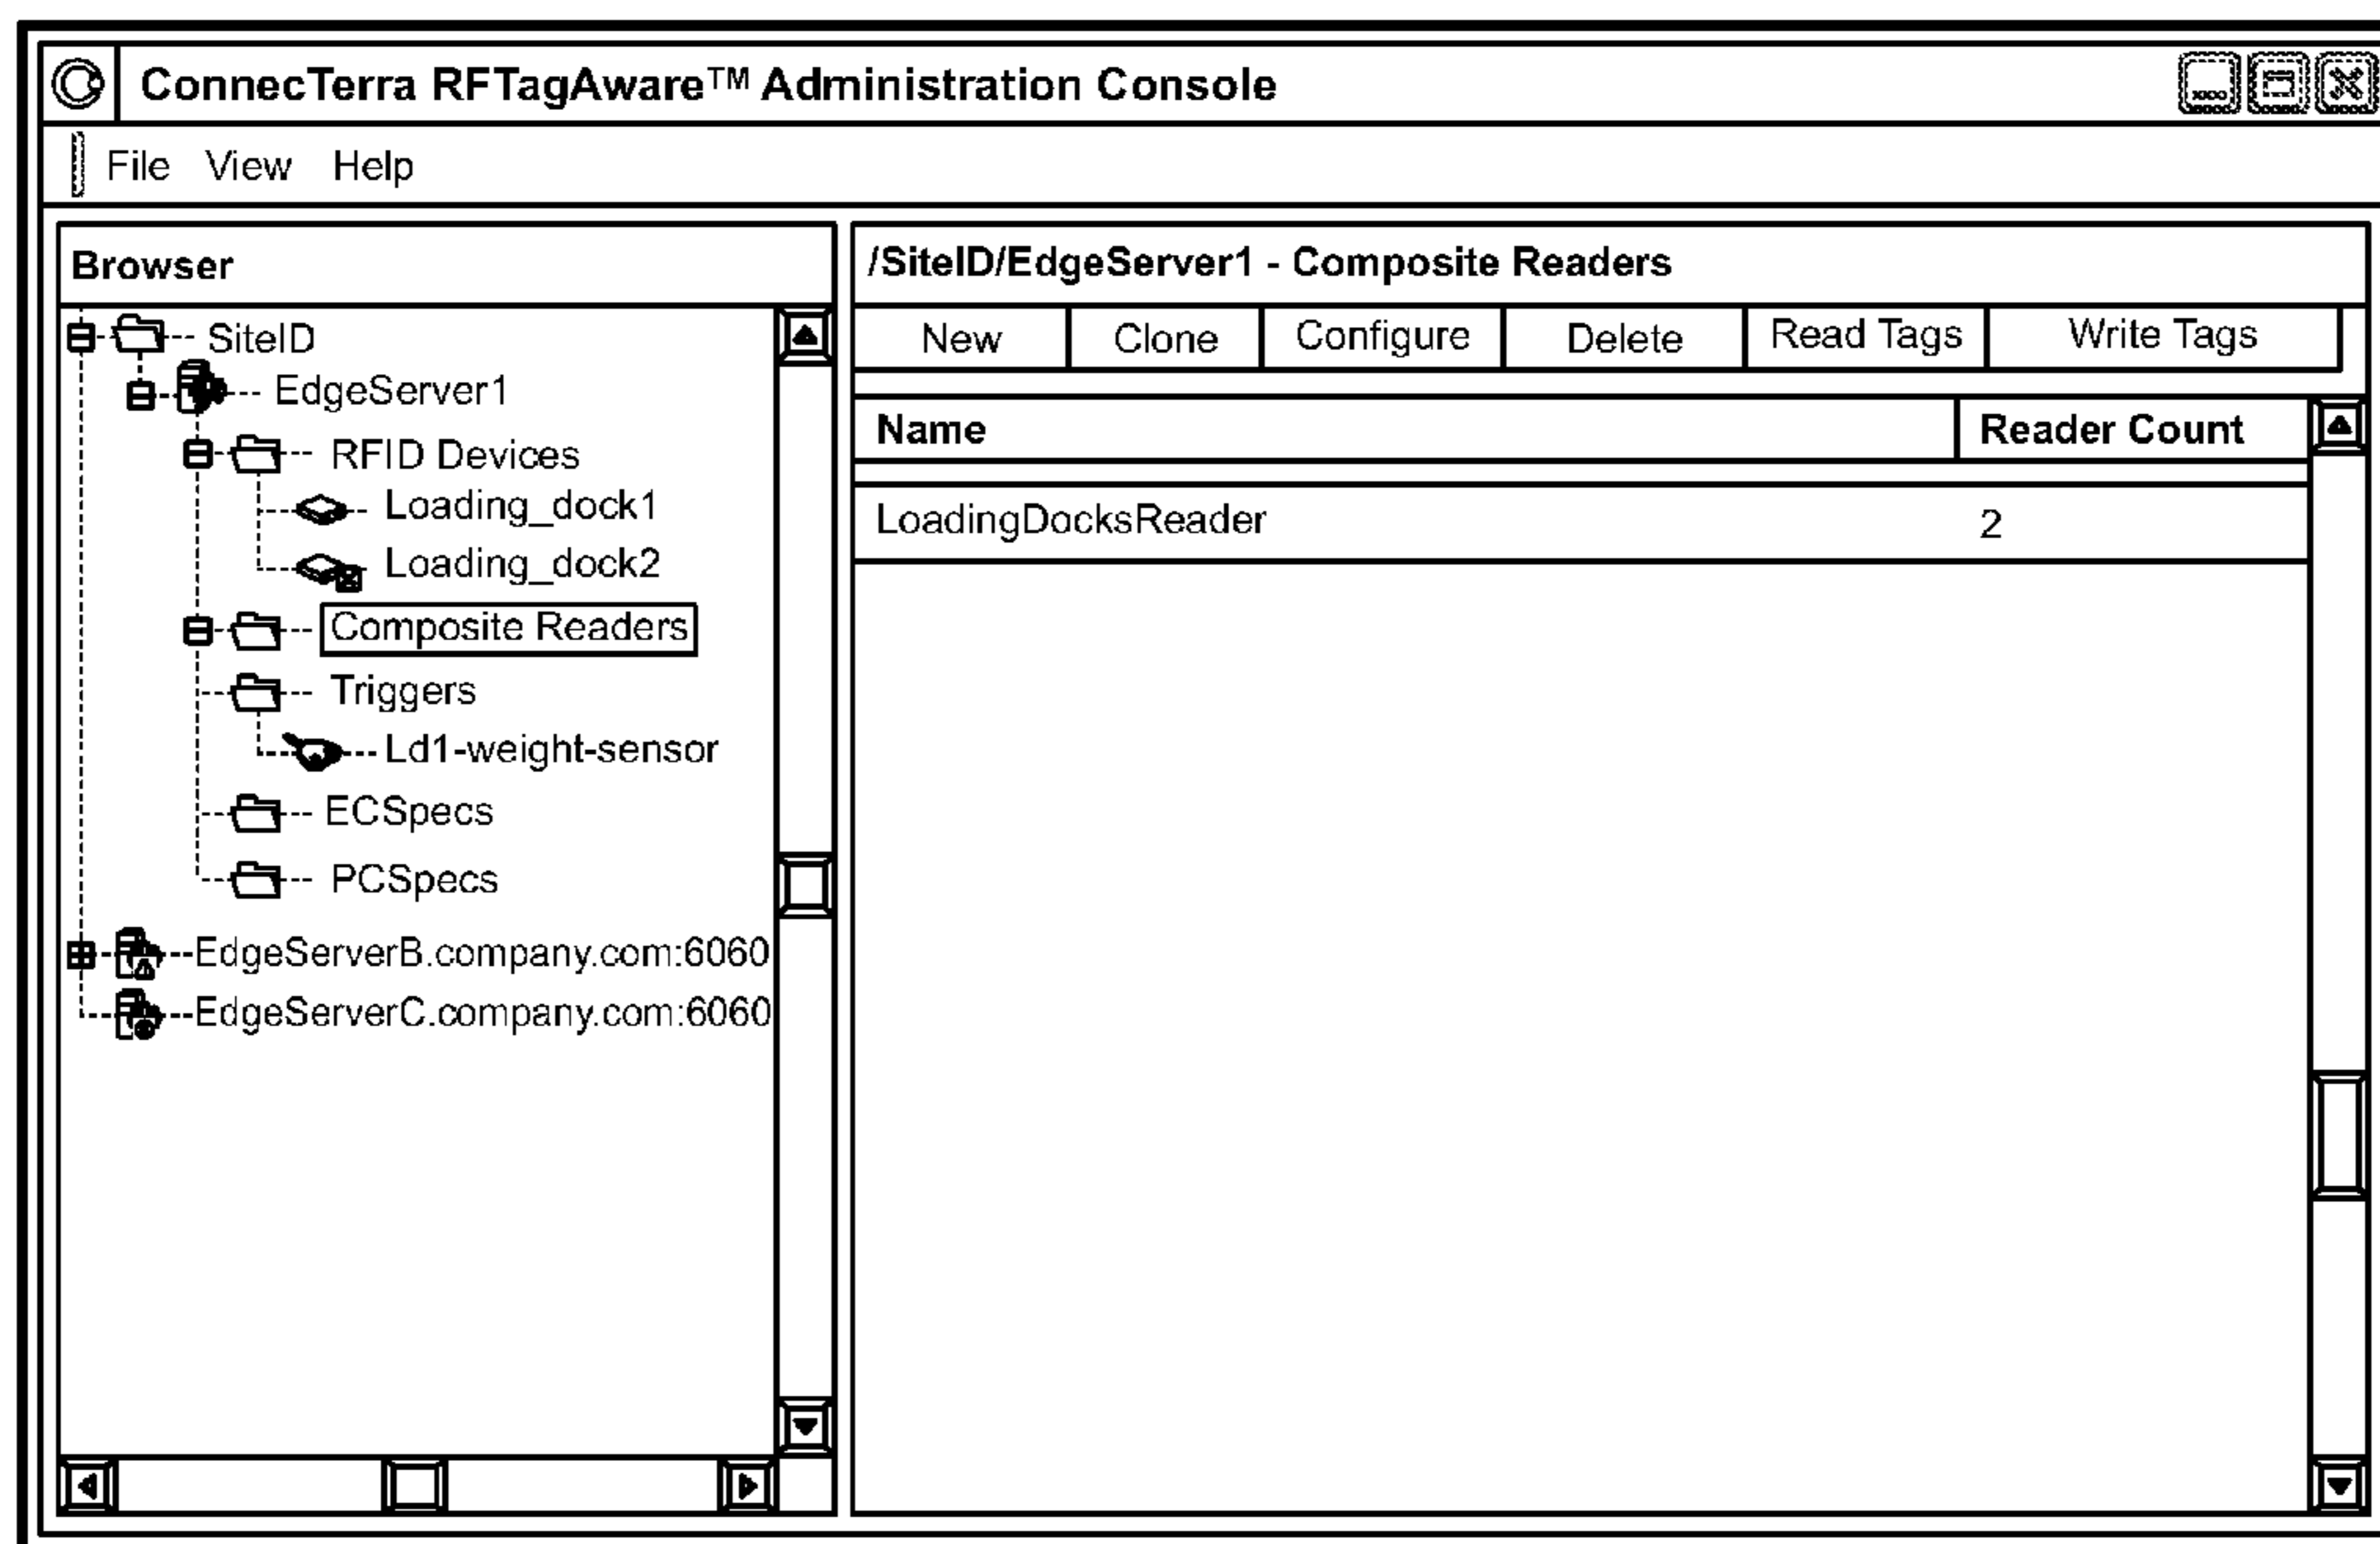 ConnecTerra RFTagAware™ Administration Console
File View Help
Browser
SiteID
EdgeServer1
RFID Devices
Loading_dock1
Loading_dock2
Composite Readers
Triggers
Ld1-weight-sensor
ECSpecs
PCSpecs
EdgeServerB.company.com:6060
EdgeServerC.company.com:6060
/SiteID/EdgeServer1 - Composite Readers
New Clone Configure Delete Read Tags Write Tags
Name Reader Count
LoadingDocksReader 2